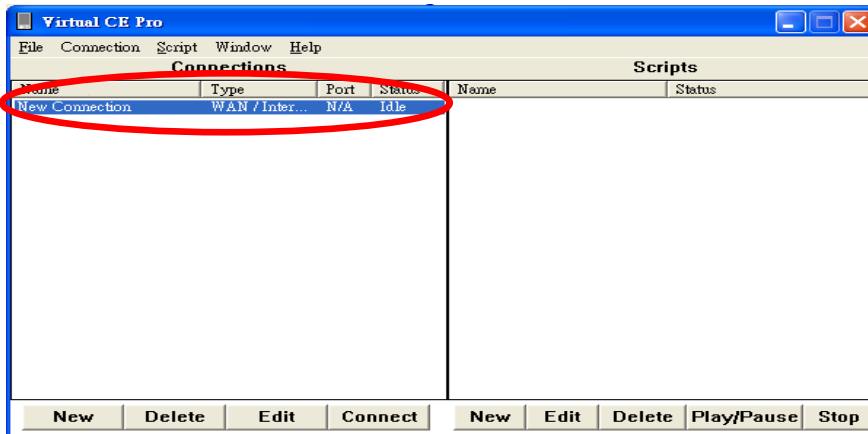 Virtual CE Pro
File Connection Script Window Help
Connections Scripts
Name Type Port Status Name Status
New Connection WAN / Inter... N/A Idle
New Delete Edit Connect New Edit Delete Play/Pause Stop